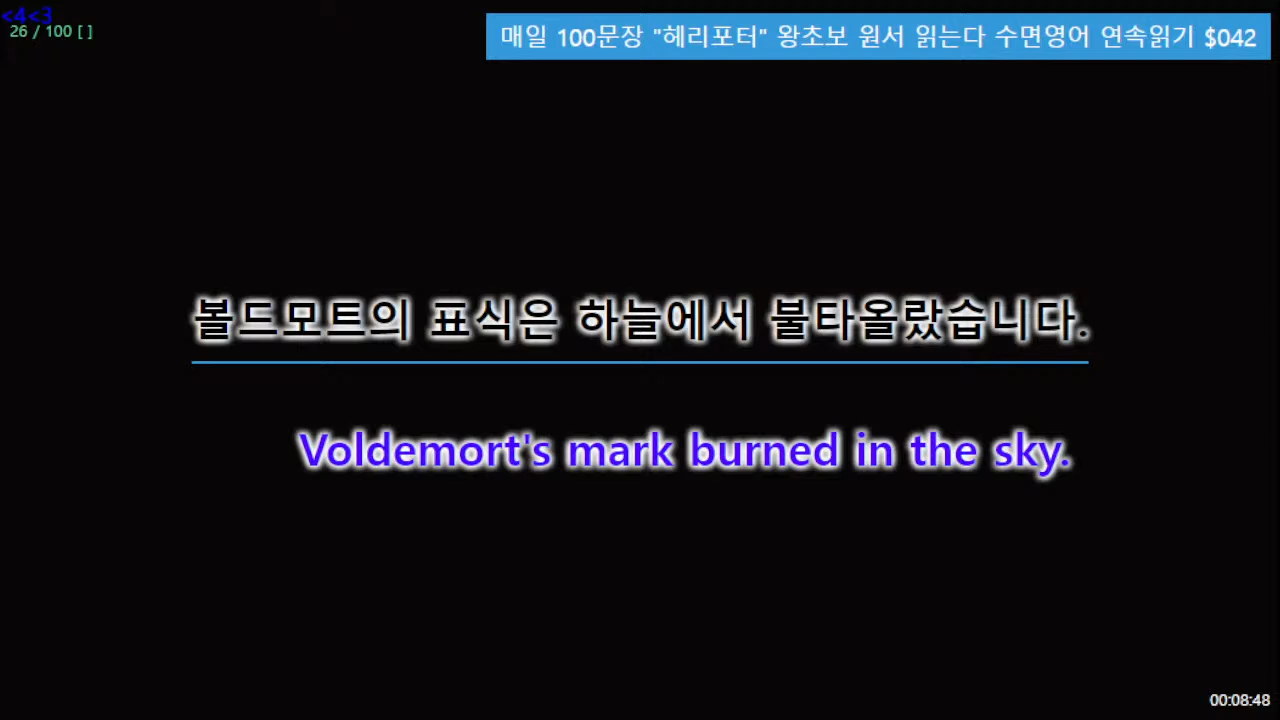 <4<3
26 / 100 [ ]
매일 100문장 "헤리포터" 왕초보 원서 읽는다 수면영어 연속읽기 $042
볼드모트의 표식은 하늘에서 불타올랐습니다.
Voldemort's mark burned in the sky.
00:08:48